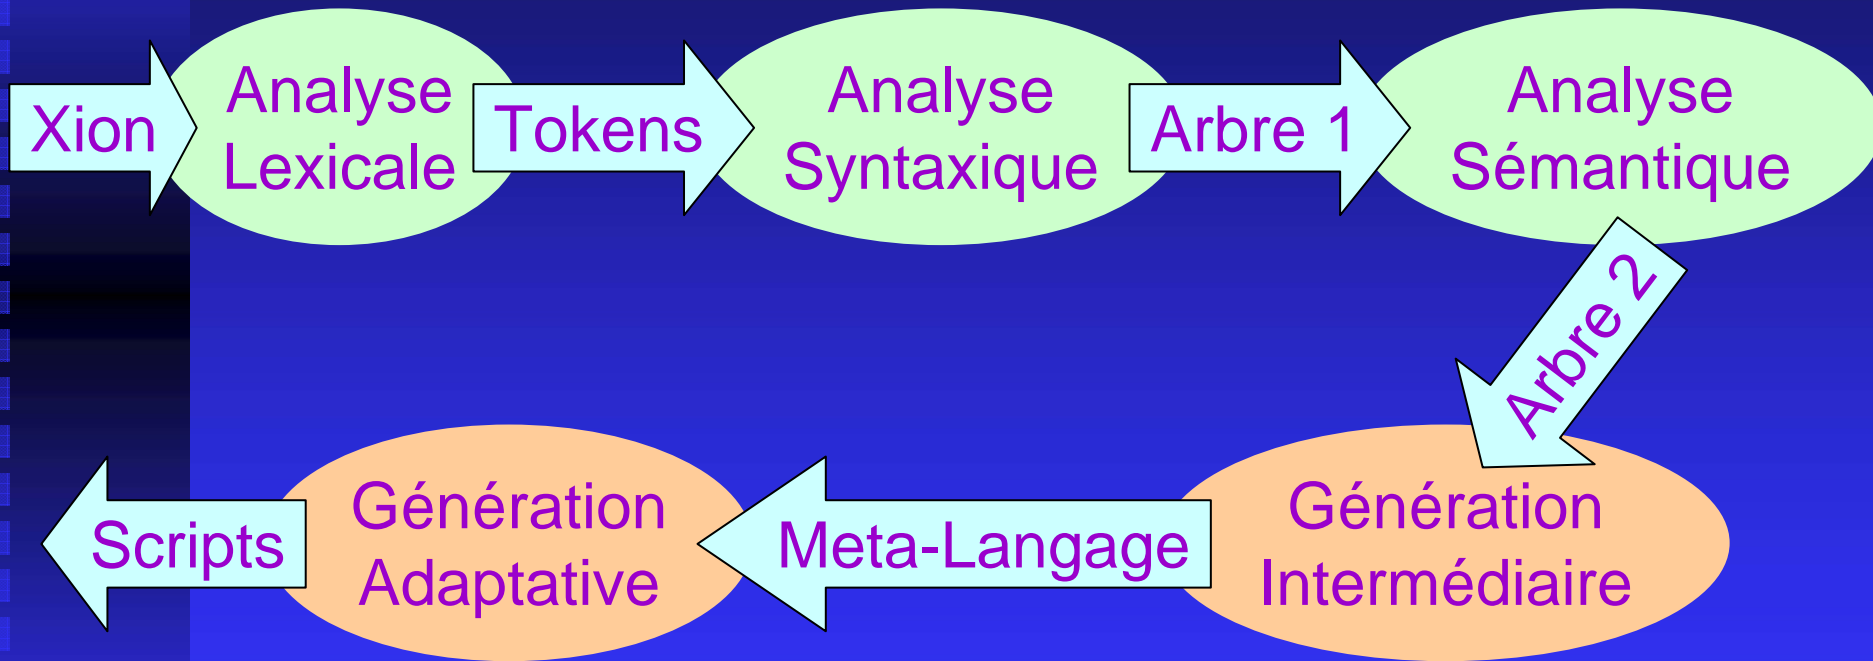 Xion
Analyse
Lexicale
Tokens
Analyse
Syntaxique
Arbre 1
Analyse
Sémantique
Arbre 2
Génération
Intermédiaire
Meta-Langage
Génération
Adaptative
Scripts